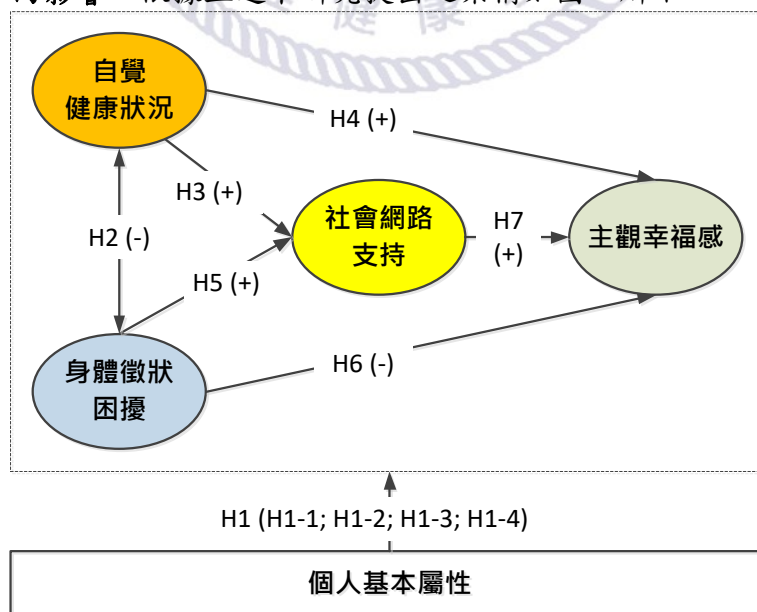 健 康
自覺
健康狀況
H4 (+)
H3 (+)
社會網路
支持
H7
(+)
主觀幸福感
H2 (-)
H5 (+)
身體徵狀
困擾
H6 (-)
H1 (H1-1; H1-2; H1-3; H1-4)
個人基本屬性